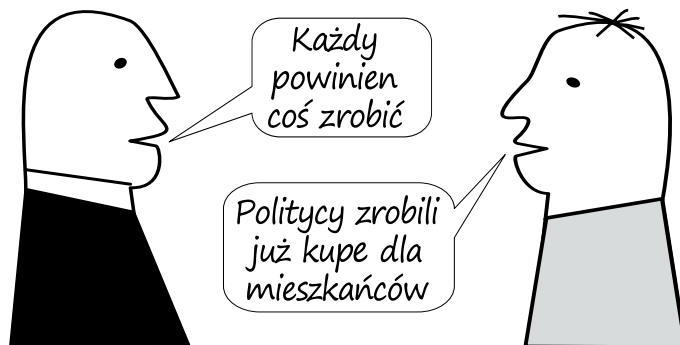 Każdy
powinien
coś zrobić
Politycy zrobili
już kupe dla
mieszkańców